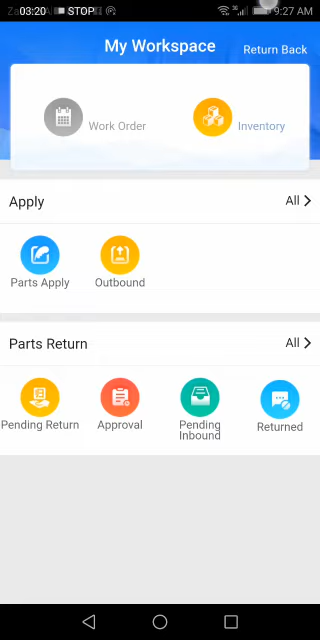 03:20 STOP 9:27 AM
My Workspace
Return Back
Work Order
Inventory
Apply
All
Parts Apply
Outbound
Parts Return
All
Pending Return
Approval
Pending
Inbound
Returned